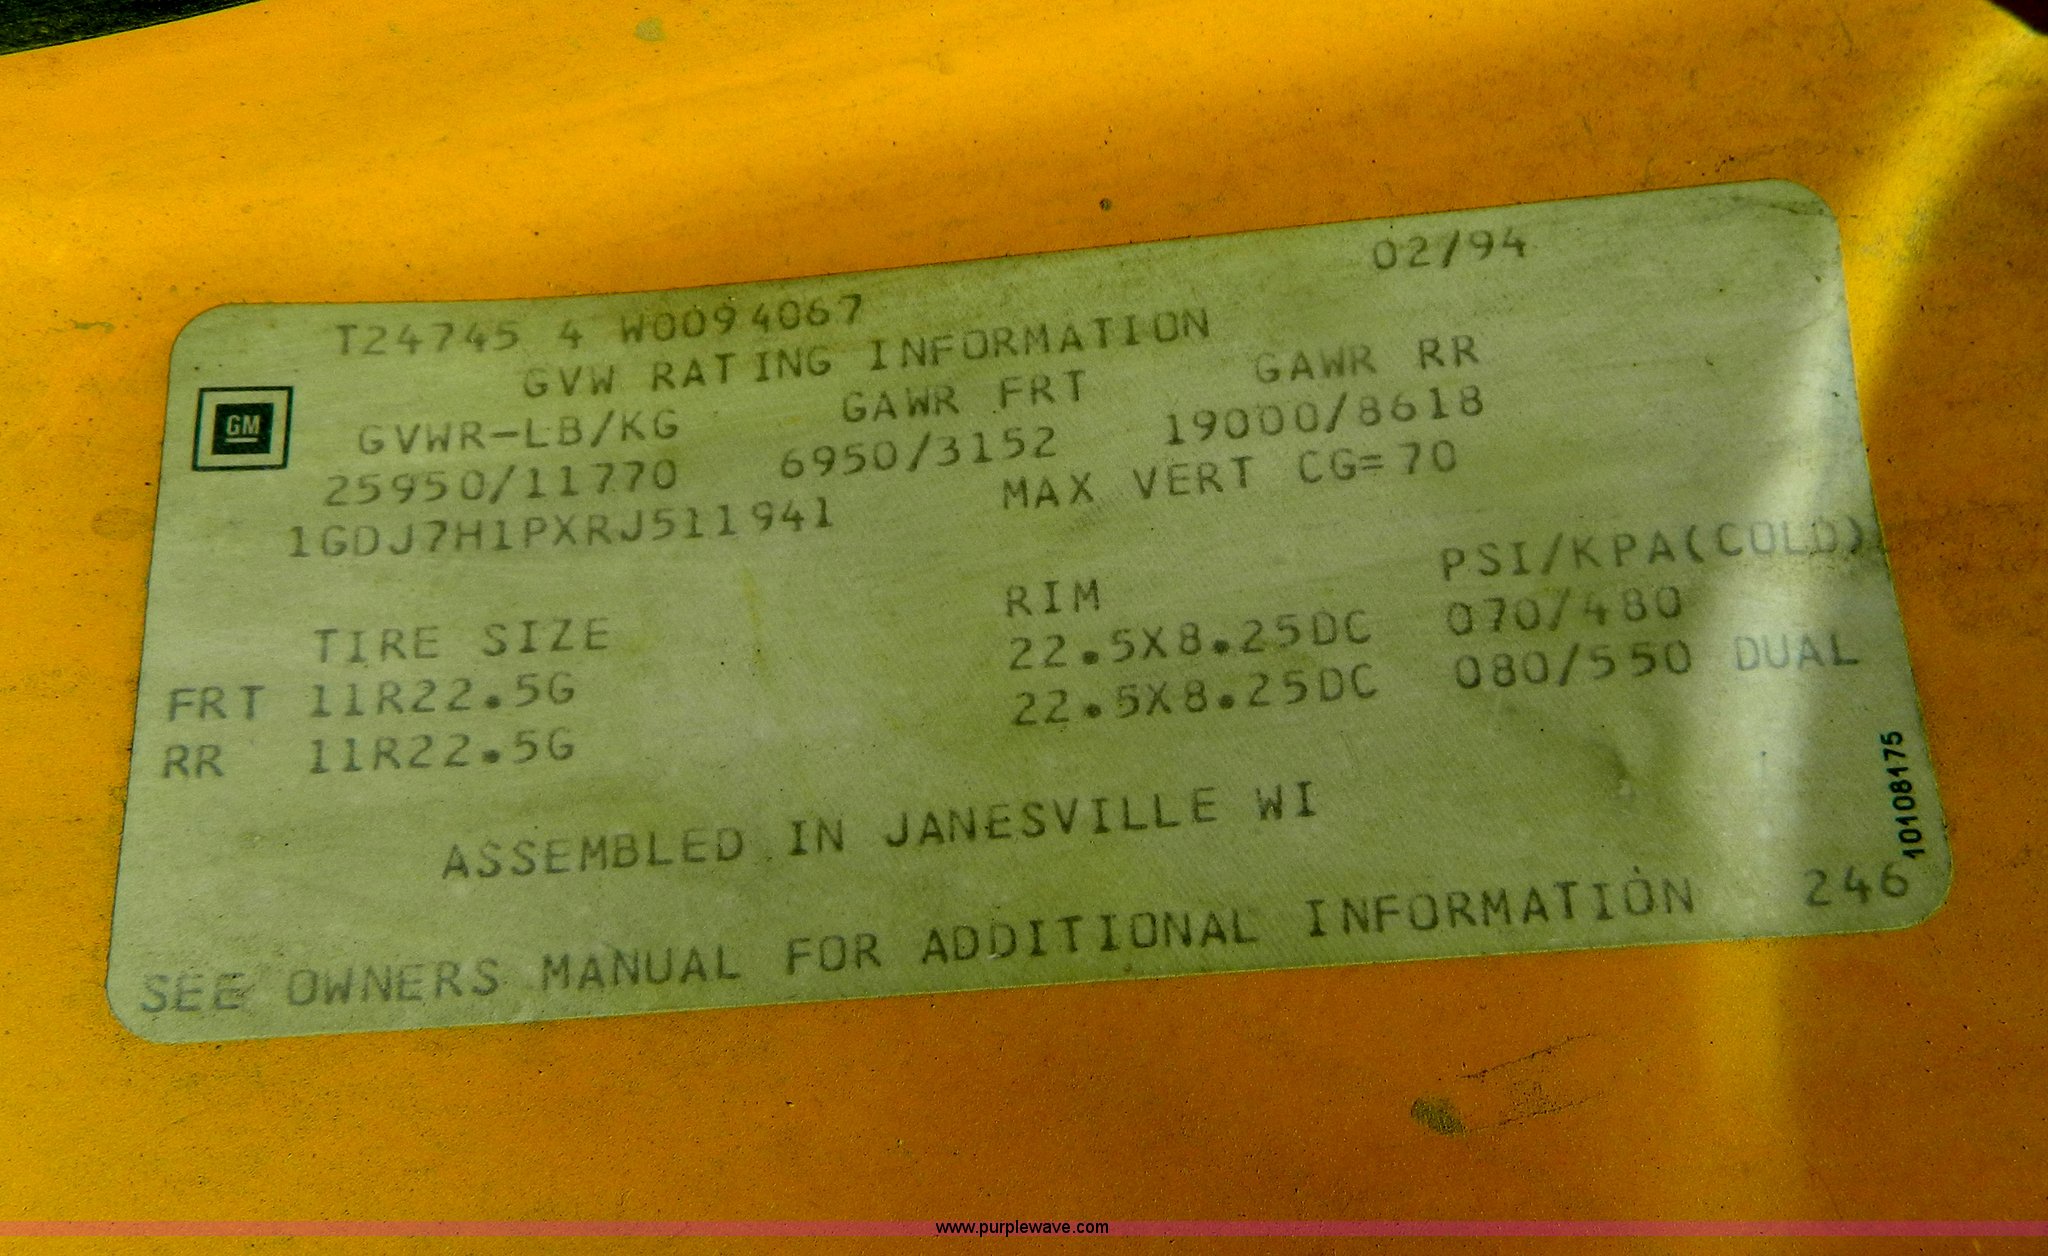 02/94
T24745 4 W0094067
GVW RATING INFORMATION
GM
GVWR-LB/KG GAWR FRT GAWR RR
25950/11770 6950/3152 19000/8618
1GDJ7H1PXRJ511941 MAX VERT CG=70
TIRE SIZE RIM PSI/KPA(COLD)
FRT 11R22.5G 22.5X8.25DC 070/480
RR 11R22.5G 22.5X8.25DC 080/550 DUAL
ASSEMBLED IN JANESVILLE WI
10108175
SEE OWNERS MANUAL FOR ADDITIONAL INFORMATION 246
www.purplewave.com